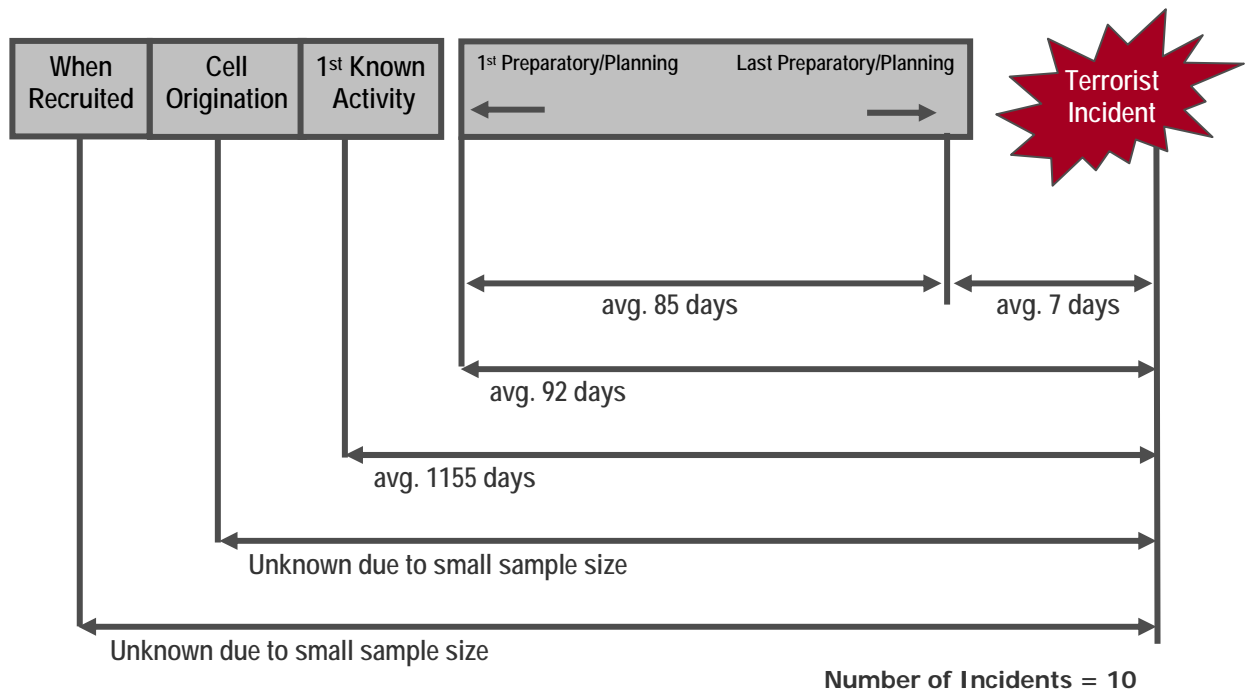 When
Recruited
Cell
Origination
1st Known
Activity
1st Preparatory/Planning
Last Preparatory/Planning
Terrorist
Incident
avg. 85 days
avg. 7 days
avg. 92 days
avg. 1155 days
Unknown due to small sample size
Unknown due to small sample size
Number of Incidents = 10